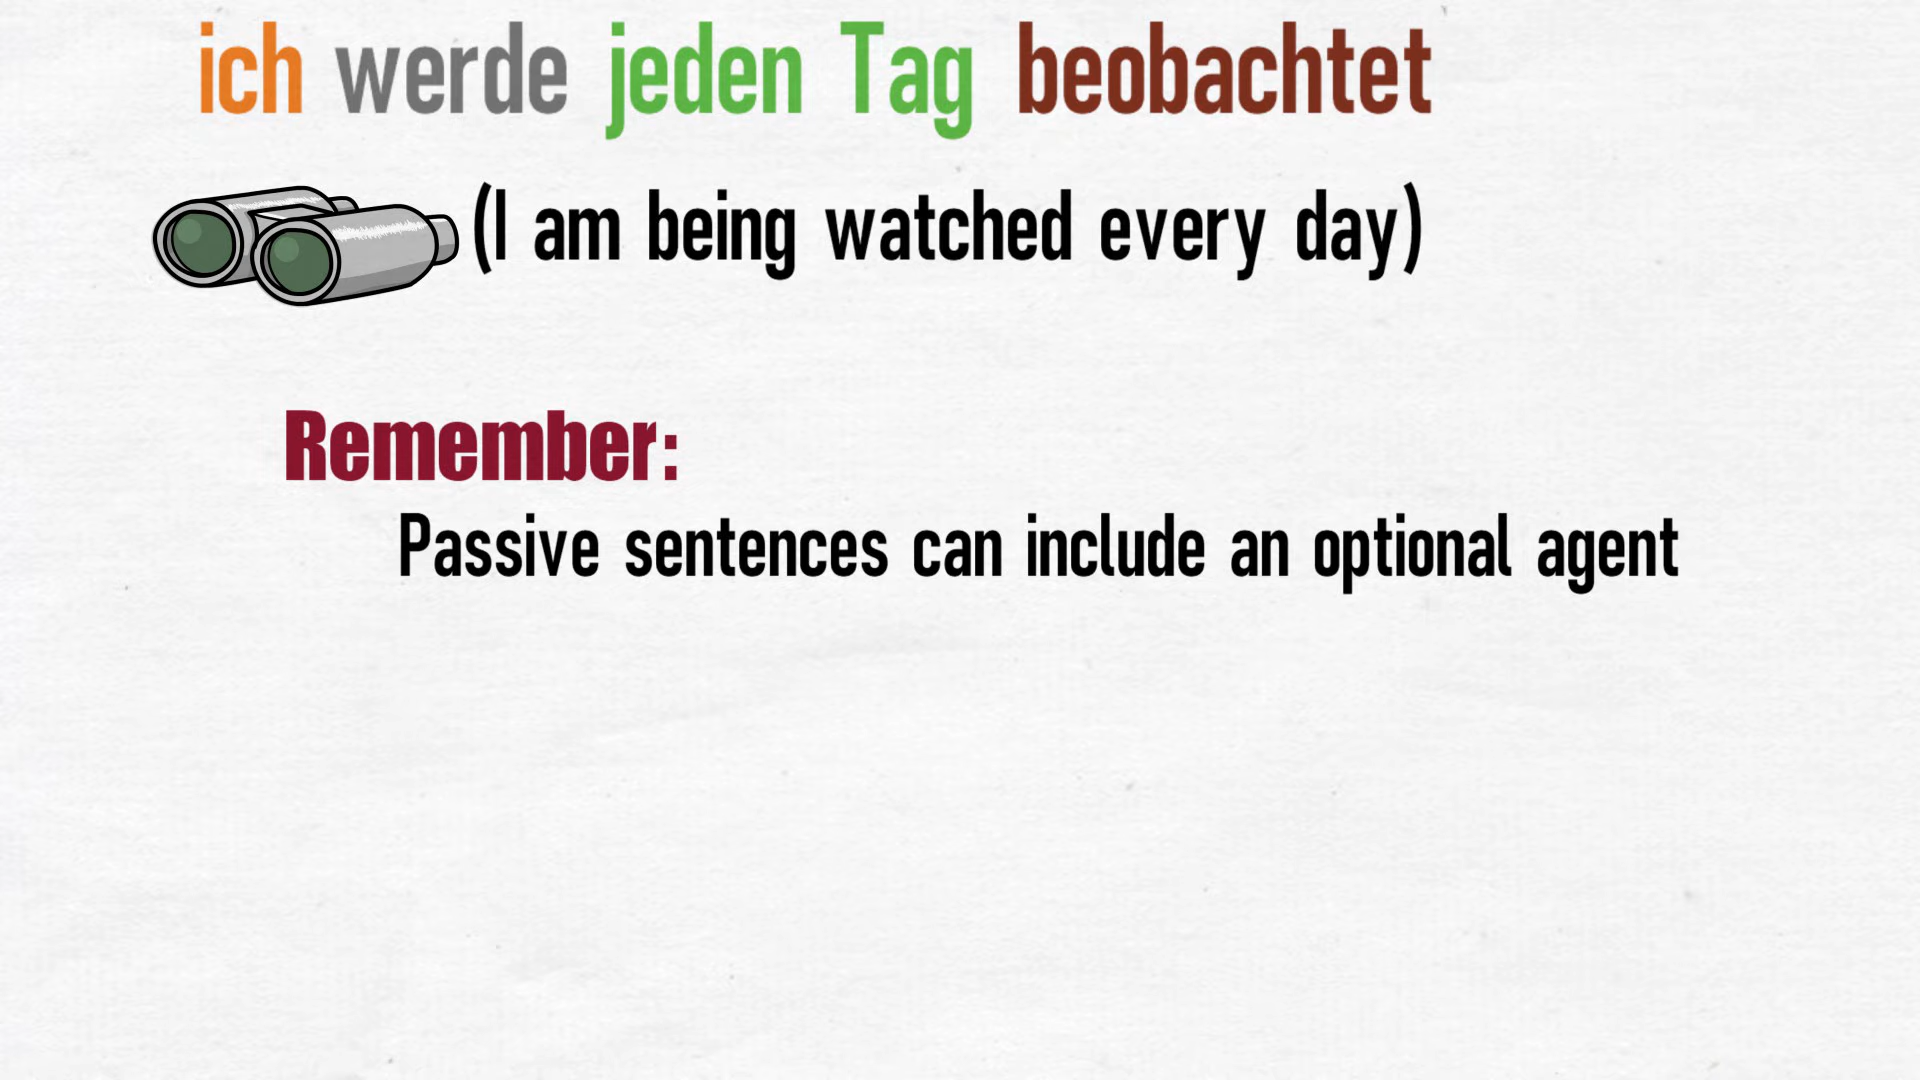 ich werde jeden Tag beobachtet
(I am being watched every day)
Remember:
Passive sentences can include an optional agent